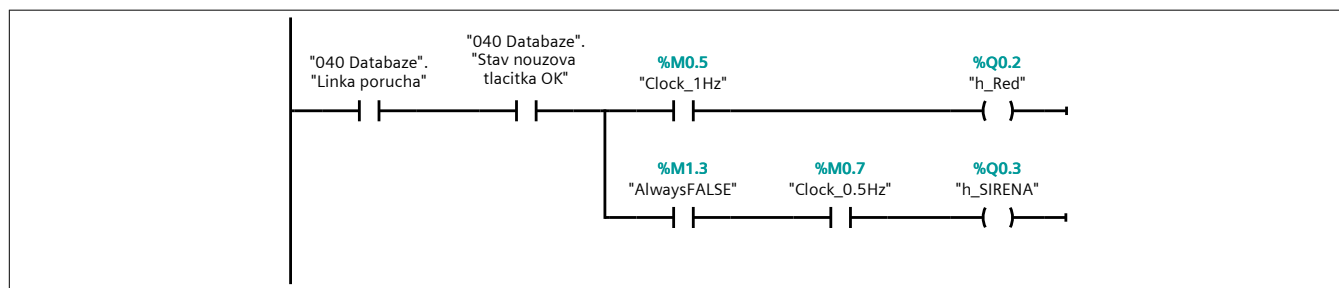 "040 Databaze".
"Linka porucha"
"040 Databaze".
"Stav nouzova
tlacitka OK"
%M0.5
"Clock_1Hz"
%Q0.2
"h_Red"
%M1.3
"AlwaysFALSE"
%M0.7
"Clock_0.5Hz"
%Q0.3
"h_SIRENA"